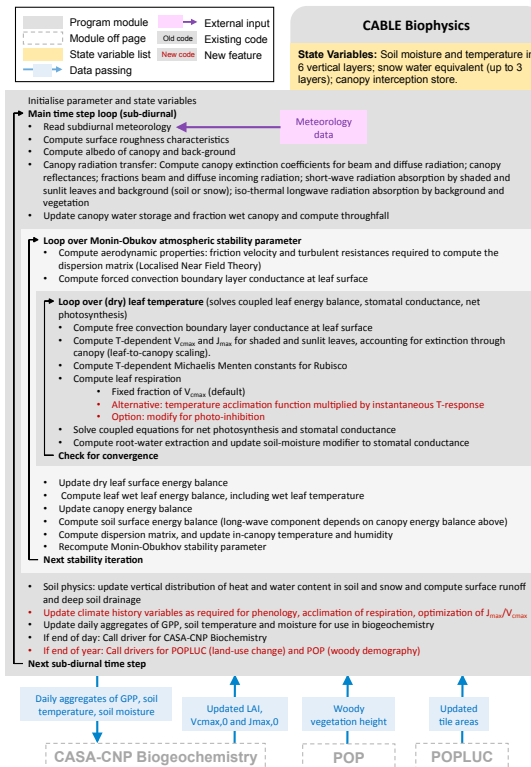 Program module
Module off page
State variable list
Data passing
External input
Old code
Existing code
New code
New feature
CABLE Biophysics
State Variables: Soil moisture and temperature in
6 vertical layers; snow water equivalent (up to 3
layers); canopy interception store.
Initialise parameter and state variables
Main time step loop (sub-diurnal)
• Read subdiurnal meteorology
Meteorology
data
• Compute surface roughness characteristics
• Compute albedo of canopy and back-ground
• Canopy radiation transfer: Compute canopy extinction coefficients for beam and diffuse radiation; canopy
reflectances; fractions beam and diffuse incoming radiation; short-wave radiation absorption by shaded and
sunlit leaves and background (soil or snow); iso-thermal longwave radiation absorption by background and
vegetation
• Update canopy water storage and fraction wet canopy and compute throughfall
Loop over Monin-Obukov atmospheric stability parameter
• Compute aerodynamic properties: friction velocity and turbulent resistances required to compute the
dispersion matrix (Localised Near Field Theory)
• Compute forced convection boundary layer conductance at leaf surface
Loop over (dry) leaf temperature (solves coupled leaf energy balance, stomatal conductance, net
photosynthesis)
• Compute free convection boundary layer conductance at leaf surface
• Compute T-dependent Vcmax and Jmax for shaded and sunlit leaves, accounting for extinction through
canopy (leaf-to-canopy scaling).
• Compute T-dependent Michaelis Menten constants for Rubisco
• Compute leaf respiration
• Fixed fraction of Vcmax (default)
• Alternative: temperature acclimation function multiplied by instantaneous T-response
• Option: modify for photo-inhibition
• Solve coupled equations for net photosynthesis and stomatal conductance
• Compute root-water extraction and update soil-moisture modifier to stomatal conductance
Check for convergence
• Update dry leaf surface energy balance
• Compute leaf wet leaf energy balance, including wet leaf temperature
• Update canopy energy balance
• Compute soil surface energy balance (long-wave component depends on canopy energy balance above)
• Compute dispersion matrix, and update in-canopy temperature and humidity
• Recompute Monin-Obukhov stability parameter
Next stability iteration
• Soil physics: update vertical distribution of heat and water content in soil and snow and compute surface runoff
and deep soil drainage
• Update climate history variables as required for phenology, acclimation of respiration, optimization of Jmax/Vcmax
• Update daily aggregates of GPP, soil temperature and moisture for use in biogeochemistry
• If end of day: Call driver for CASA-CNP Biochemistry
• If end of year: Call drivers for POPLUC (land-use change) and POP (woody demography)
Next sub-diurnal time step
Daily aggregates of GPP, soil
temperature, soil moisture
Updated LAI,
Vcmax,0 and Jmax,0
Woody
vegetation height
Updated
tile areas
CASA-CNP Biogeochemistry
POP
POPLUC